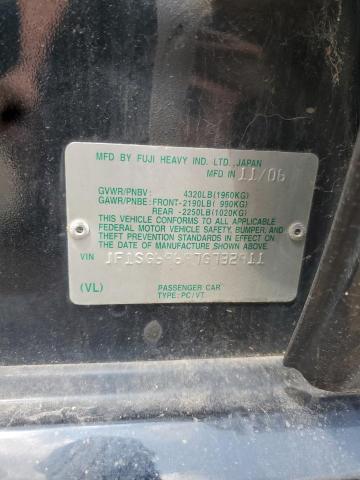 MFD BY FUJI HEAVY IND. LTD.,JAPAN
MFD IN 11/06
GVWR/PNBV : 4320LB(1960KG)
GAWR/PNBE: FRONT-2190LB( 990KG)
REAR -2250LB(1020KG)
THIS VEHICLE CONFORMS TO ALL APPLICABLE
FEDERAL MOTOR VEHICLE SAFETY, BUMPER, AND
THEFT PREVENTION STANDARDS IN EFFECT ON THE
DATE OF MANUFACTURE SHOWN ABOVE.
VIN
(VL)
PASSENGER CAR
TYPE: PC/VT